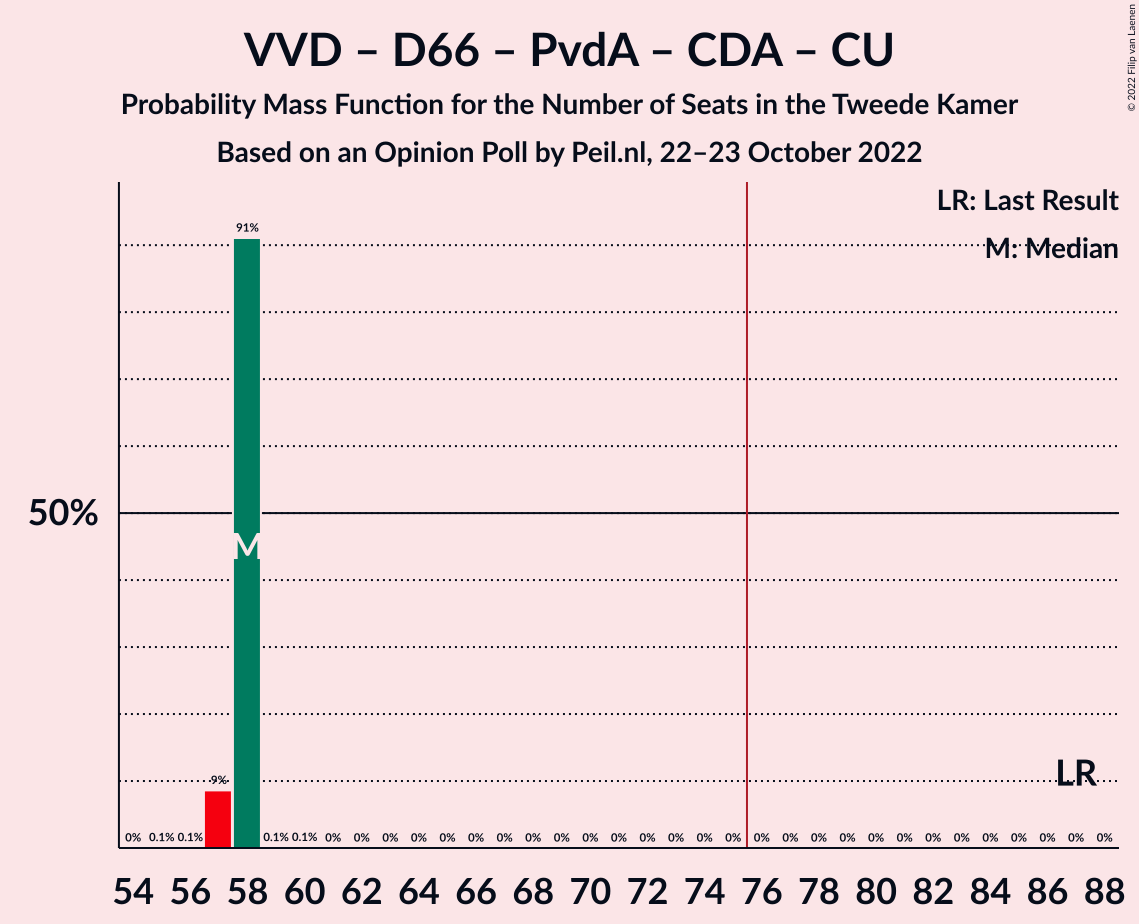 VVD – D66 – PvdA – CDA – CU
Probability Mass Function for the Number of Seats in the Tweede Kamer
Based on an Opinion Poll by Peil.nl, 22–23 October 2022
© 2022 Filip van Laenen
LR: Last Result
M: Median
91%
50%
M
9%
LR
0% 0.1% 0.1% 0.1% 0.1% 0% 0% 0% 0% 0% 0% 0% 0% 0% 0% 0% 0% 0% 0% 0% 0% 0% 0% 0% 0% 0% 0% 0% 0% 0% 0% 0% 0%
54 56 58 60 62 64 66 68 70 72 74 76 78 80 82 84 86 88